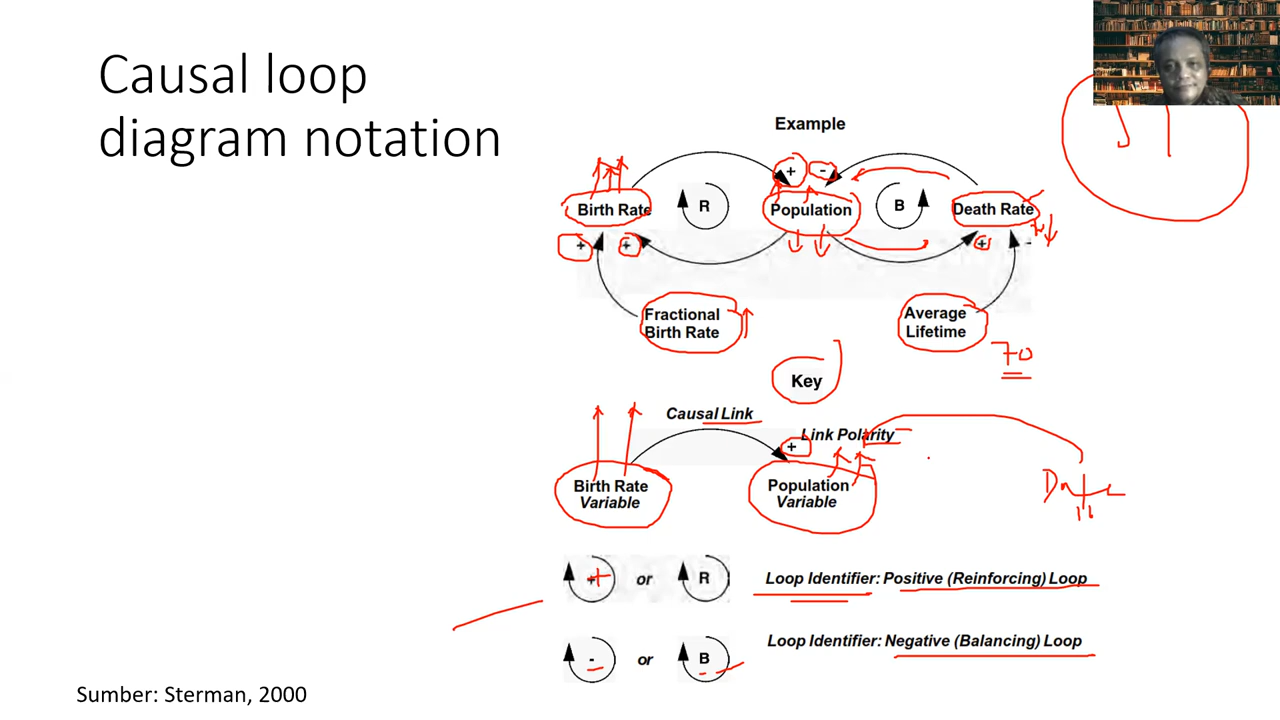 Causal loop
diagram notation
Example
+ -
Birth Rate R Population B Death Rate
+ + + -
Fractional
Birth Rate
Average
Lifetime
70
Key
Causal Link
Link Polarity
+
Birth Rate
Variable
Population
Variable
+ or R Loop Identifier: Positive (Reinforcing) Loop
- or B Loop Identifier: Negative (Balancing) Loop
Sumber: Sterman, 2000